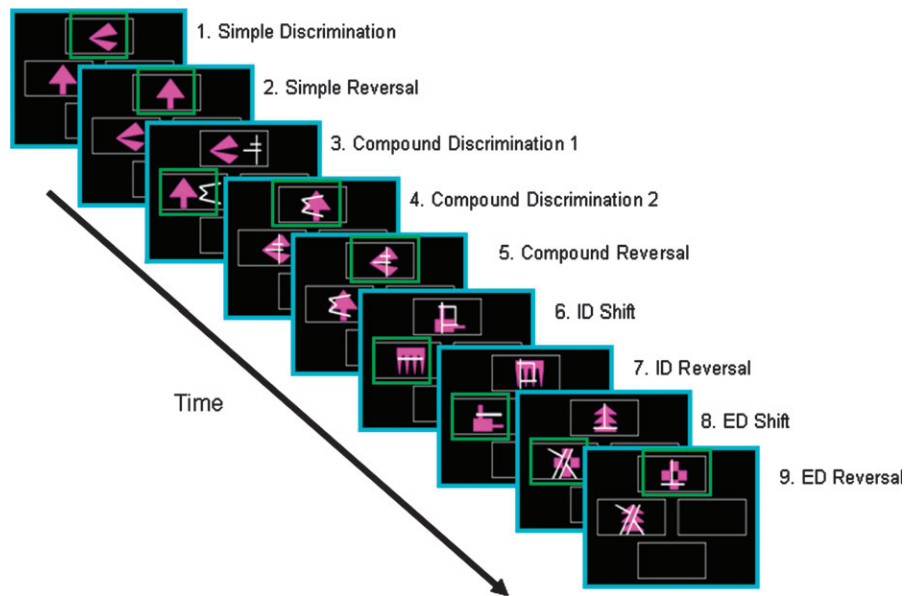 1. Simple Discrimination
2. Simple Reversal
3. Compound Discrimination 1
4. Compound Discrimination 2
5. Compound Reversal
6. ID Shift
7. ID Reversal
8. ED Shift
9. ED Reversal
Time